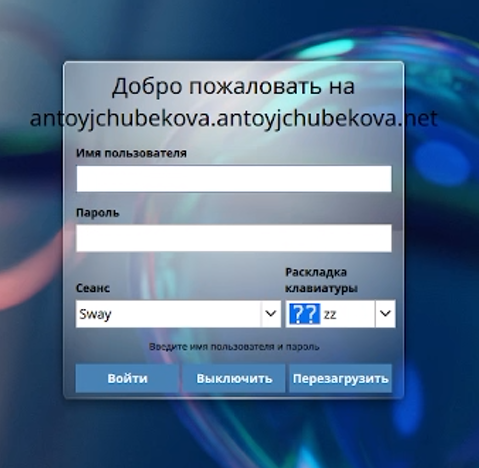 Добро пожаловать на
antoyjchubekova.antoyjchubekova.net
Имя пользователя
Пароль
Сеанс
Раскладка
клавиатуры
Sway
?? zz
Введите имя пользователя и пароль
Войти
Выключить
Перезагрузить